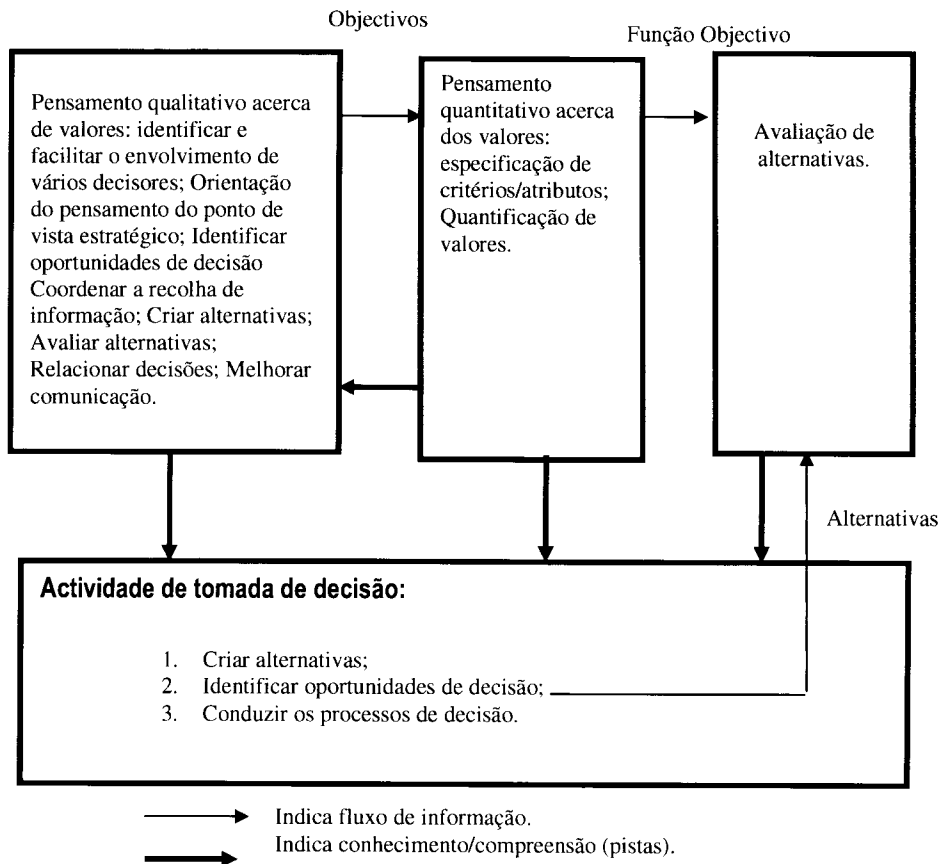 Objectivos
Função Objectivo
Pensamento qualitativo acerca
de valores: identificar e
facilitar o envolvimento de
vários decisores; Orientação
do pensamento do ponto de
vista estratégico; Identificar
oportunidades de decisão
Coordenar a recolha de
informação; Criar alternativas;
Avaliar alternativas;
Relacionar decisões; Melhorar
comunicação.
Pensamento
quantitativo acerca
dos valores:
especificação de
critérios/atributos;
Quantificação de
valores.
Avaliação de
alternativas.
Alternativas
Actividade de tomada de decisão:
1. Criar alternativas;
2. Identificar oportunidades de decisão;
3. Conduzir os processos de decisão.
Indica fluxo de informação.
Indica conhecimento/compreensão (pistas).